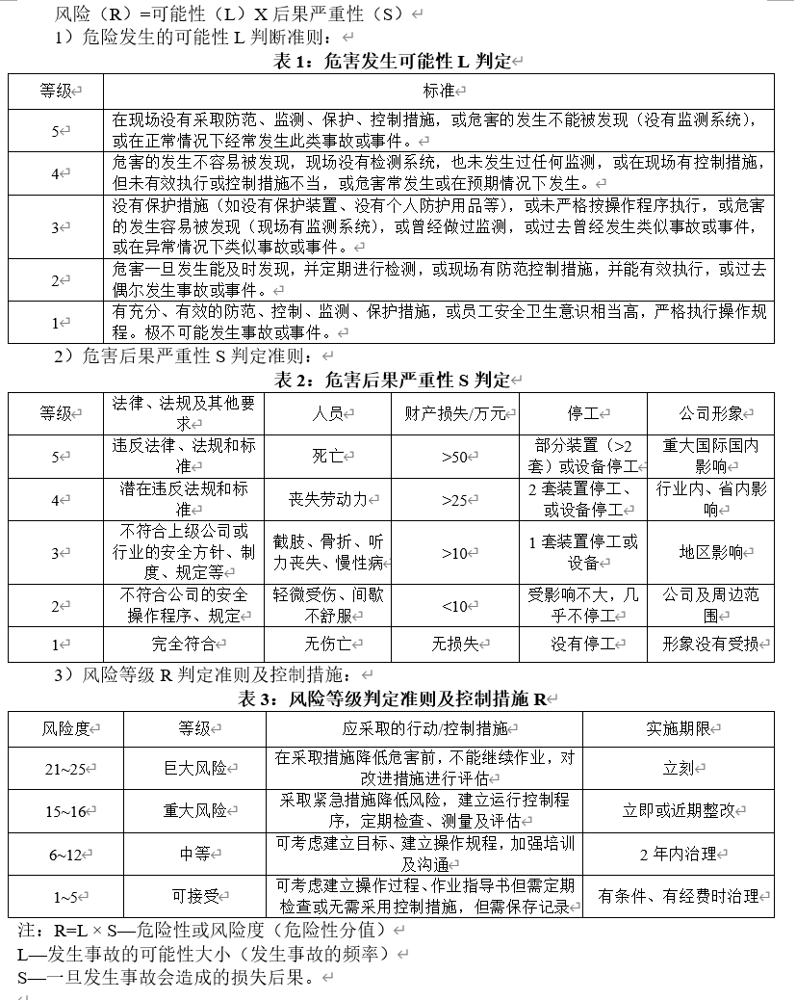 风险（R）=可能性（L）X 后果严重性（S）
1）危险发生的可能性 L 判断准则：
表 1：危害发生可能性 L 判定
等级 标准
5 在现场没有采取防范、监测、保护、控制措施，或危害的发生不能被发现（没有监测系统），
或在正常情况下经常发生此类事故或事件。
4 危害的发生不容易被发现，现场没有检测系统，也未发生过任何监测，或在现场有控制措施，
但未有效执行或控制措施不当，或危害常发生或在预期情况下发生。
3 没有保护措施（如没有保护装置、没有个人防护用品等），或未严格按操作程序执行，或危害
的发生容易被发现（现场有监测系统），或曾经做过监测，或过去曾经发生类似事故或事件，
或在异常情况下类似事故或事件。
2 危害一旦发生能及时发现，并定期进行检测，或现场有防范控制措施，并能有效执行，或过去
偶尔发生事故或事件。
1 有充分、有效的防范、控制、监测、保护措施，或员工安全卫生意识相当高，严格执行操作规
程。极不可能发生事故或事件。
2）危害后果严重性 S 判定准则：
表 2：危害后果严重性 S 判定
等级 法律、法规及其他要
求 人员 财产损失/万元 停工 公司形象
5 违反法律、法规和标
准 死亡 >50 部分装置（>2
套）或设备停工 重大国际国内
影响
4 潜在违反法规和标
准 丧失劳动力 >25 2 套装置停工、
或设备停工 行业内、省内影
响
3 不符合上级公司或
行业的安全方针、制
度、规定等 截肢、骨折、听
力丧失、慢性病 >10 1 套装置停工或
设备 地区影响
2 不符合公司的安全
操作程序、规定 轻微受伤、间歇
不舒服 <10 受影响不大，几
乎不停工 公司及周边范
围
1 完全符合 无伤亡 无损失 没有停工 形象没有受损
3）风险等级 R 判定准则及控制措施：
表 3：风险等级判定准则及控制措施 R
风险度 等级 应采取的行动/控制措施 实施期限
21~25 巨大风险 在采取措施降低危害前，不能继续作业，对
改进措施进行评估 立刻
15~16 重大风险 采取紧急措施降低风险，建立运行控制程
序，定期检查、测量及评估 立即或近期整改
6~12 中等 可考虑建立目标、建立操作规程，加强培训
及沟通 2 年内治理
1~5 可接受 可考虑建立操作过程、作业指导书但需定期
检查或无需采用控制措施，但需保存记录 有条件、有经费时治理
注：R=L × S—危险性或风险度（危险性分值）
L—发生事故的可能性大小（发生事故的频率）
S—一旦发生事故会造成的损失后果。